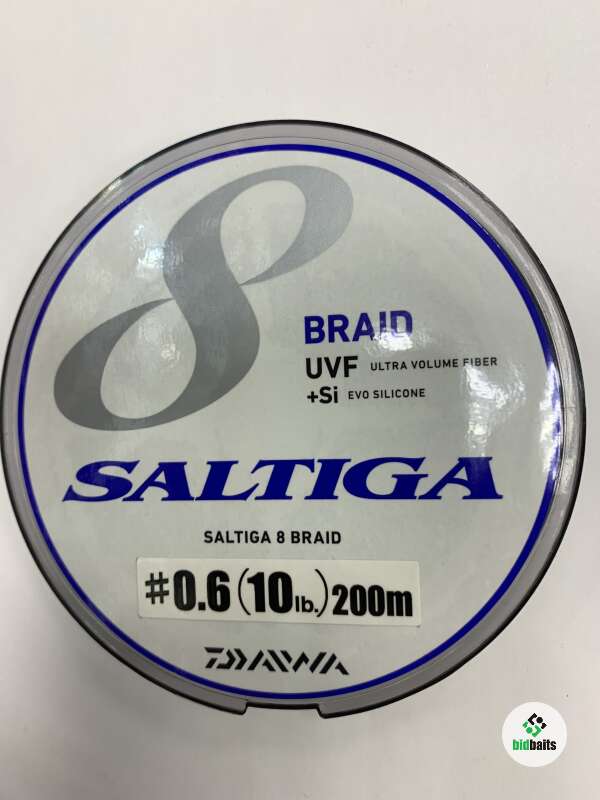 8
BRAID
UVF ULTRA VOLUME FIBER
+Si EVO SILICONE
SALTIGA
SALTIGA 8 BRAID
#0.6(10lb.)200m
DAIWA
bidbaits